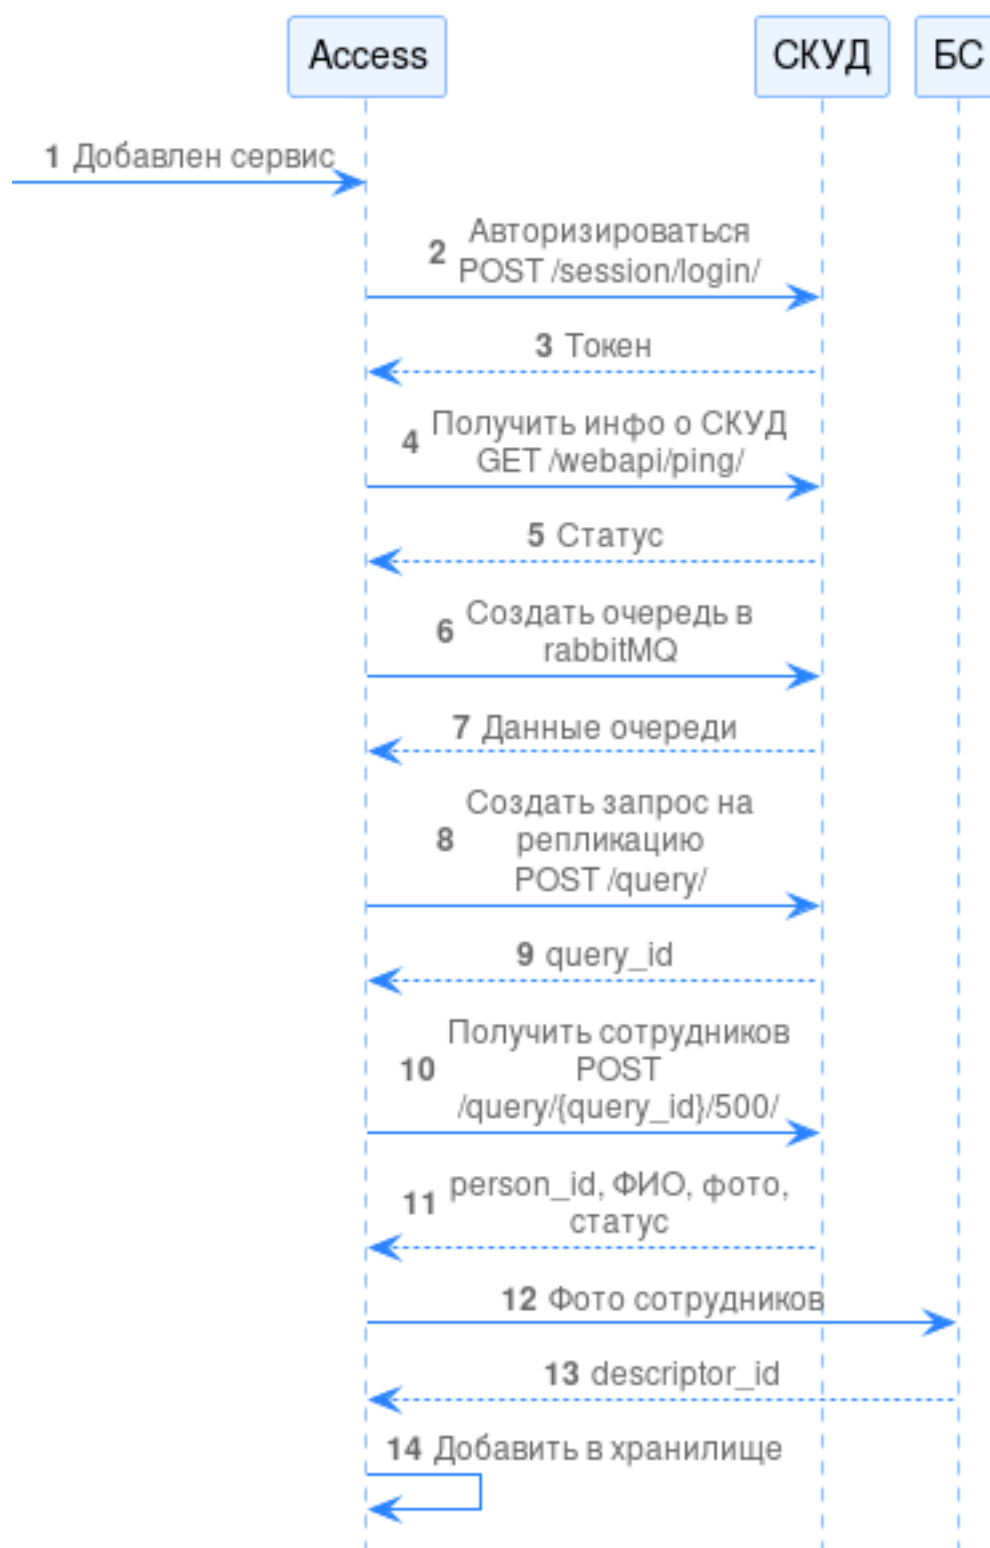 Access СКУД БС
1 Добавлен сервис
Авторизироваться
2
POST /session/login/
3 Токен
Получить инфо о СКУД
4
GET /webapi/ping/
5 Статус
Создать очередь в
6
rabbitMQ
7 Данные очереди
Создать запрос на
8 репликацию
POST /query/
9 query_id
Получить сотрудников
10 POST
/query/{query_id}/500/
person_id, ФИО, фото,
11
статус
12 Фото сотрудников
13 descriptor_id
14 Добавить в хранилище